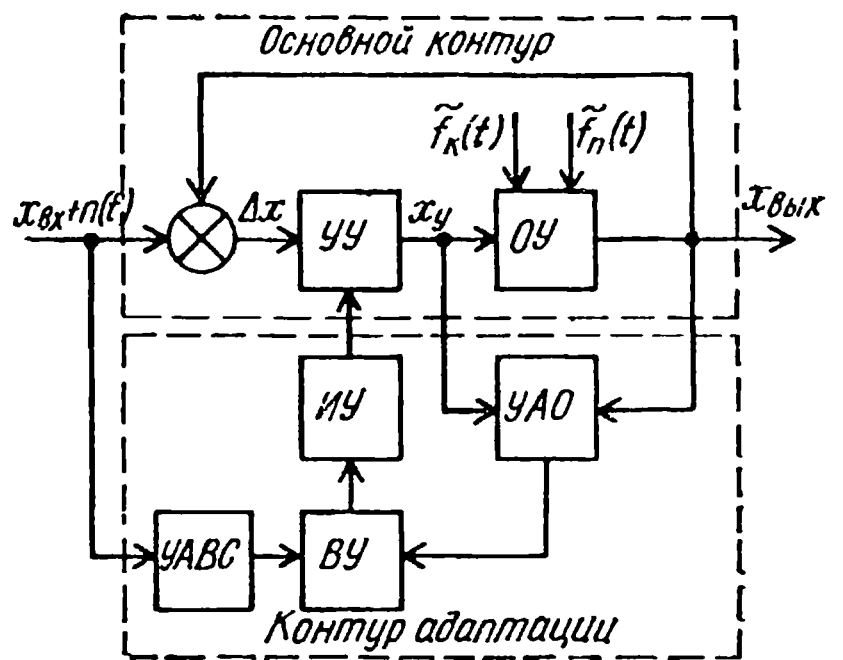 Основной контур
f̃к(t) f̃п(t)
xвх+n(t) Δx УУ xу ОУ xвых
ИУ УАО
УАВС ВУ
Контур адаптации